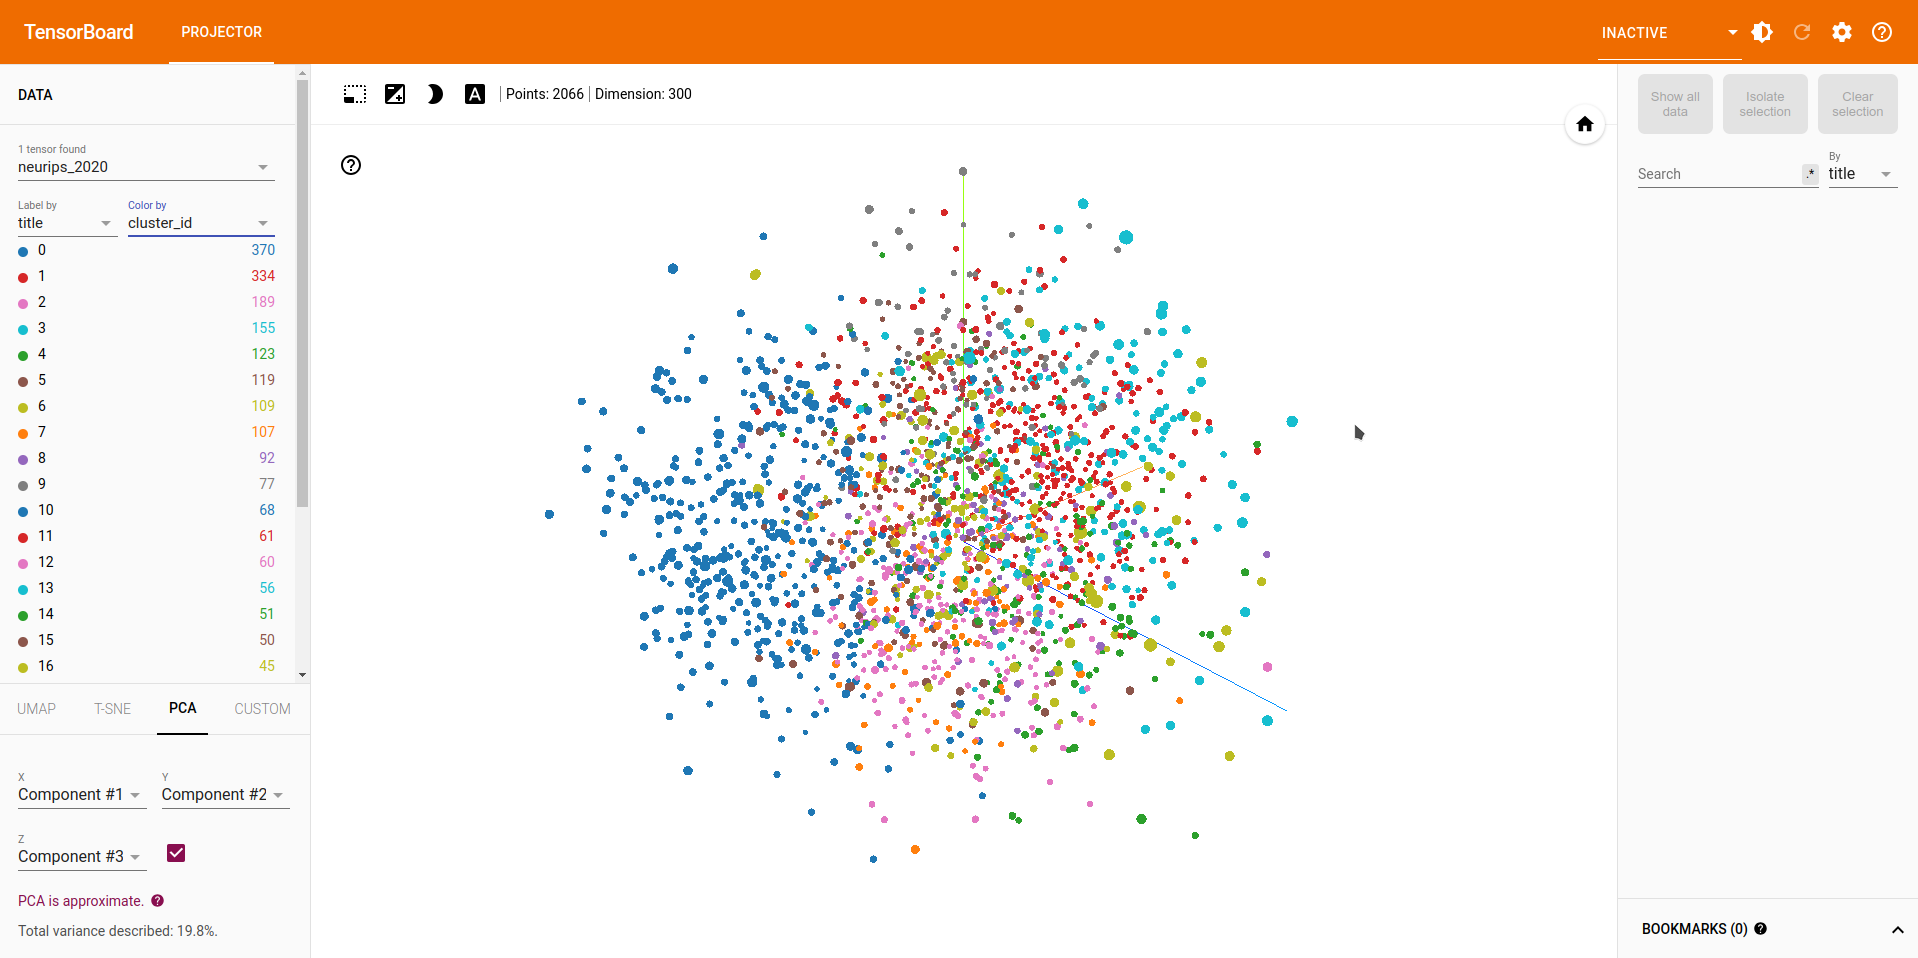 TensorBoard
PROJECTOR
INACTIVE
DATA
1 tensor found
neurips_2020
Label by
title
Color by
cluster_id
0 370
1 334
2 189
3 155
4 123
5 119
6 109
7 107
8 92
9 77
10 68
11 61
12 60
13 56
14 51
15 50
16 45
UMAP T-SNE PCA CUSTOM
X
Component #1
Y
Component #2
Z
Component #3
PCA is approximate.
Total variance described: 19.8%.
A
Points: 2066 Dimension: 300
Show all
data
Isolate
selection
Clear
selection
Search
.*
By
title
BOOKMARKS (0)